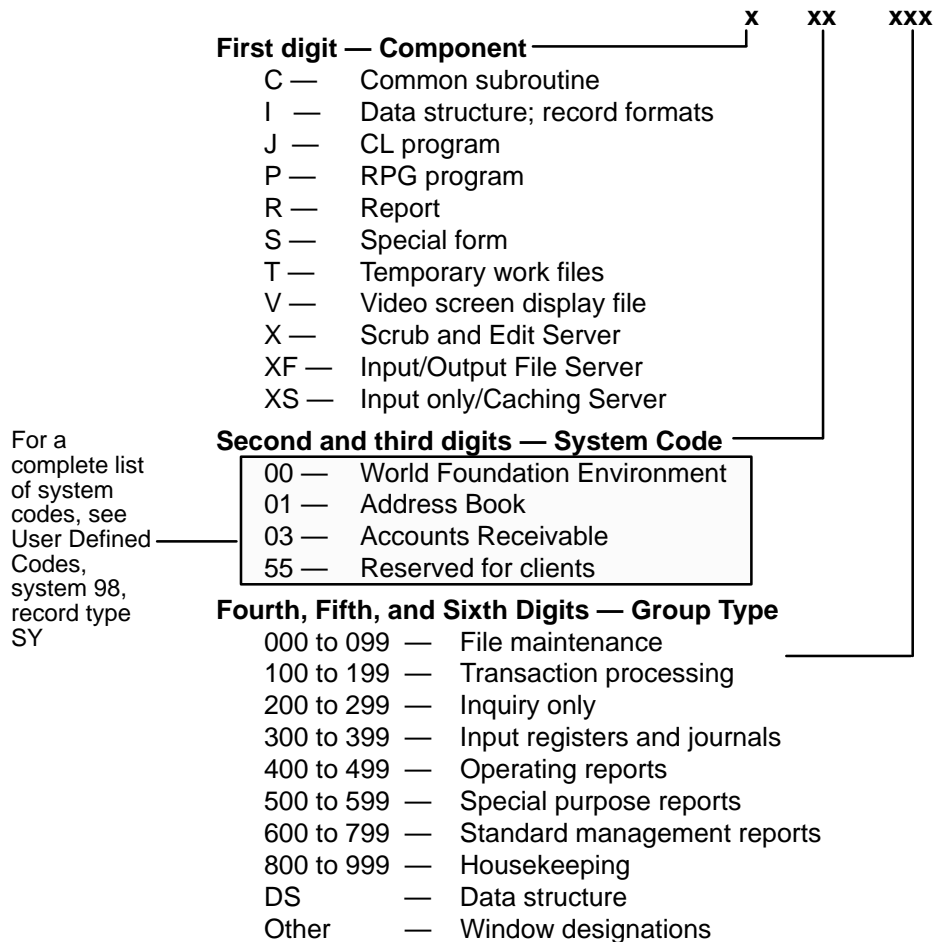 x xx xxx
First digit — Component
C — Common subroutine
I — Data structure; record formats
J — CL program
P — RPG program
R — Report
S — Special form
T — Temporary work files
V — Video screen display file
X — Scrub and Edit Server
XF — Input/Output File Server
XS — Input only/Caching Server
For a
complete list
of system
codes, see
User Defined
Codes,
system 98,
record type
SY
Second and third digits — System Code
00 — World Foundation Environment
01 — Address Book
03 — Accounts Receivable
55 — Reserved for clients
Fourth, Fifth, and Sixth Digits — Group Type
000 to 099 — File maintenance
100 to 199 — Transaction processing
200 to 299 — Inquiry only
300 to 399 — Input registers and journals
400 to 499 — Operating reports
500 to 599 — Special purpose reports
600 to 799 — Standard management reports
800 to 999 — Housekeeping
DS — Data structure
Other — Window designations